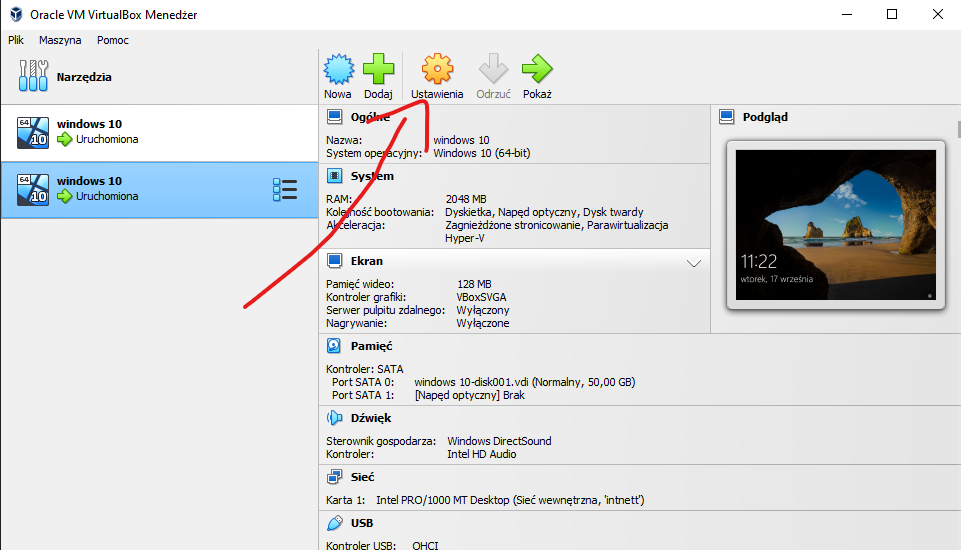 Oracle VM VirtualBox Menedżer
Plik Maszyna Pomoc
Narzędzia
Nowa Dodaj Ustawienia Odrzuć Pokaż
64
10
windows 10
Uruchomiona
64
10
windows 10
Uruchomiona
Ogólne
Nazwa: windows 10
System operacyjny: Windows 10 (64-bit)
System
RAM: 2048 MB
Kolejność bootowania: Dyskietka, Napęd optyczny, Dysk twardy
Akceleracja: Zagnieżdżone stronicowanie, Parawirtualizacja
Hyper-V
Ekran
Pamięć wideo: 128 MB
Kontroler grafiki: VBoxSVGA
Serwer pulpitu zdalnego: Wyłączony
Nagrywanie: Wyłączone
Podgląd
11:22
wtorek, 17 września
Pamięć
Kontroler: SATA
Port SATA 0: windows 10-disk001.vdi (Normalny, 50,00 GB)
Port SATA 1: [Napęd optyczny] Brak
Dźwięk
Sterownik gospodarza: Windows DirectSound
Kontroler: Intel HD Audio
Sieć
Karta 1: Intel PRO/1000 MT Desktop (Sieć wewnętrzna, 'intnett')
USB
Kontroler USB: OHCI